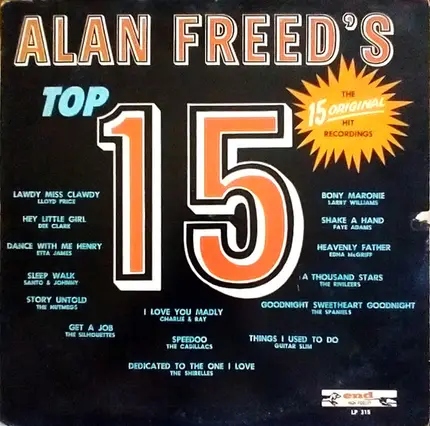 ALAN FREED'S
TOP
15
THE
15 ORIGINAL
HIT
RECORDINGS
LAWDY MISS CLAWDY
LLOYD PRICE
HEY LITTLE GIRL
DEE CLARK
DANCE WITH ME HENRY
ETTA JAMES
SLEEP WALK
SANTO & JOHNNY
STORY UNTOLD
THE NUTMEGS
GET A JOB
THE SILHOUETTES
I LOVE YOU MADLY
CHARLIE & RAY
SPEEDOO
THE CADILLACS
DEDICATED TO THE ONE I LOVE
THE SHIRELLES
BONY MARONIE
LARRY WILLIAMS
SHAKE A HAND
FAYE ADAMS
HEAVENLY FATHER
EDNA McGRIFF
A THOUSAND STARS
THE RIVILEERS
GOODNIGHT SWEETHEART GOODNIGHT
THE SPANIELS
THINGS I USED TO DO
GUITAR SLIM
end
HIGH FIDELITY
LP 315